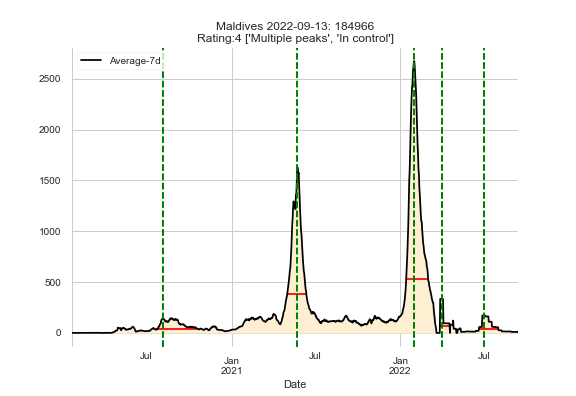 Maldives 2022-09-13: 184966
Rating:4 ['Multiple peaks', 'In control']
Average-7d
2500
2000
1500
1000
500
0
Jul
Jan
2021
Jul
Jan
2022
Jul
Date